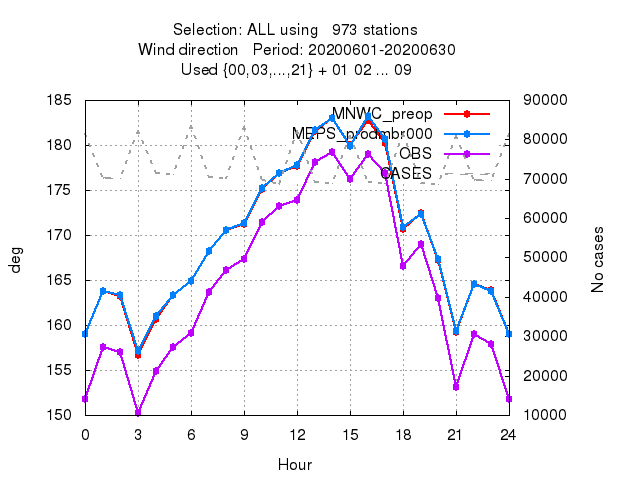 Selection: ALL using 973 stations
Wind direction Period: 20200601-20200630
Used {00,03,...,21} + 01 02 ... 09
185 90000
MNWC_preop
180 80000
MEPS_prodmbr000
OBS
175 70000
CASES
170 60000
165 50000
160 40000
155 30000
150 20000
10000
deg
No cases
0 3 6 9 12 15 18 21 24
Hour